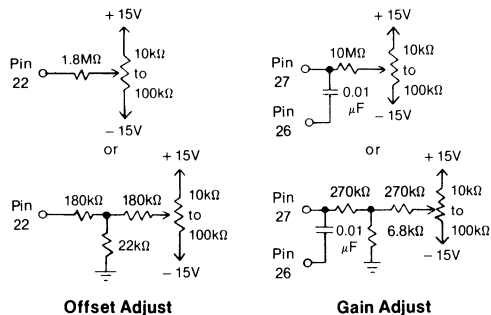 + 15V
Pin
22
1.8MΩ
10kΩ
to
100kΩ
− 15V
or
+ 15V
Pin
22
180kΩ
180kΩ
22kΩ
10kΩ
to
100kΩ
− 15V
Offset Adjust
+ 15V
Pin
27
10MΩ
10kΩ
to
100kΩ
0.01
μF
Pin
26
− 15V
or
+ 15V
Pin
27
270kΩ
270kΩ
10kΩ
to
100kΩ
0.01
μF
6.8kΩ
Pin
26
− 15V
Gain Adjust